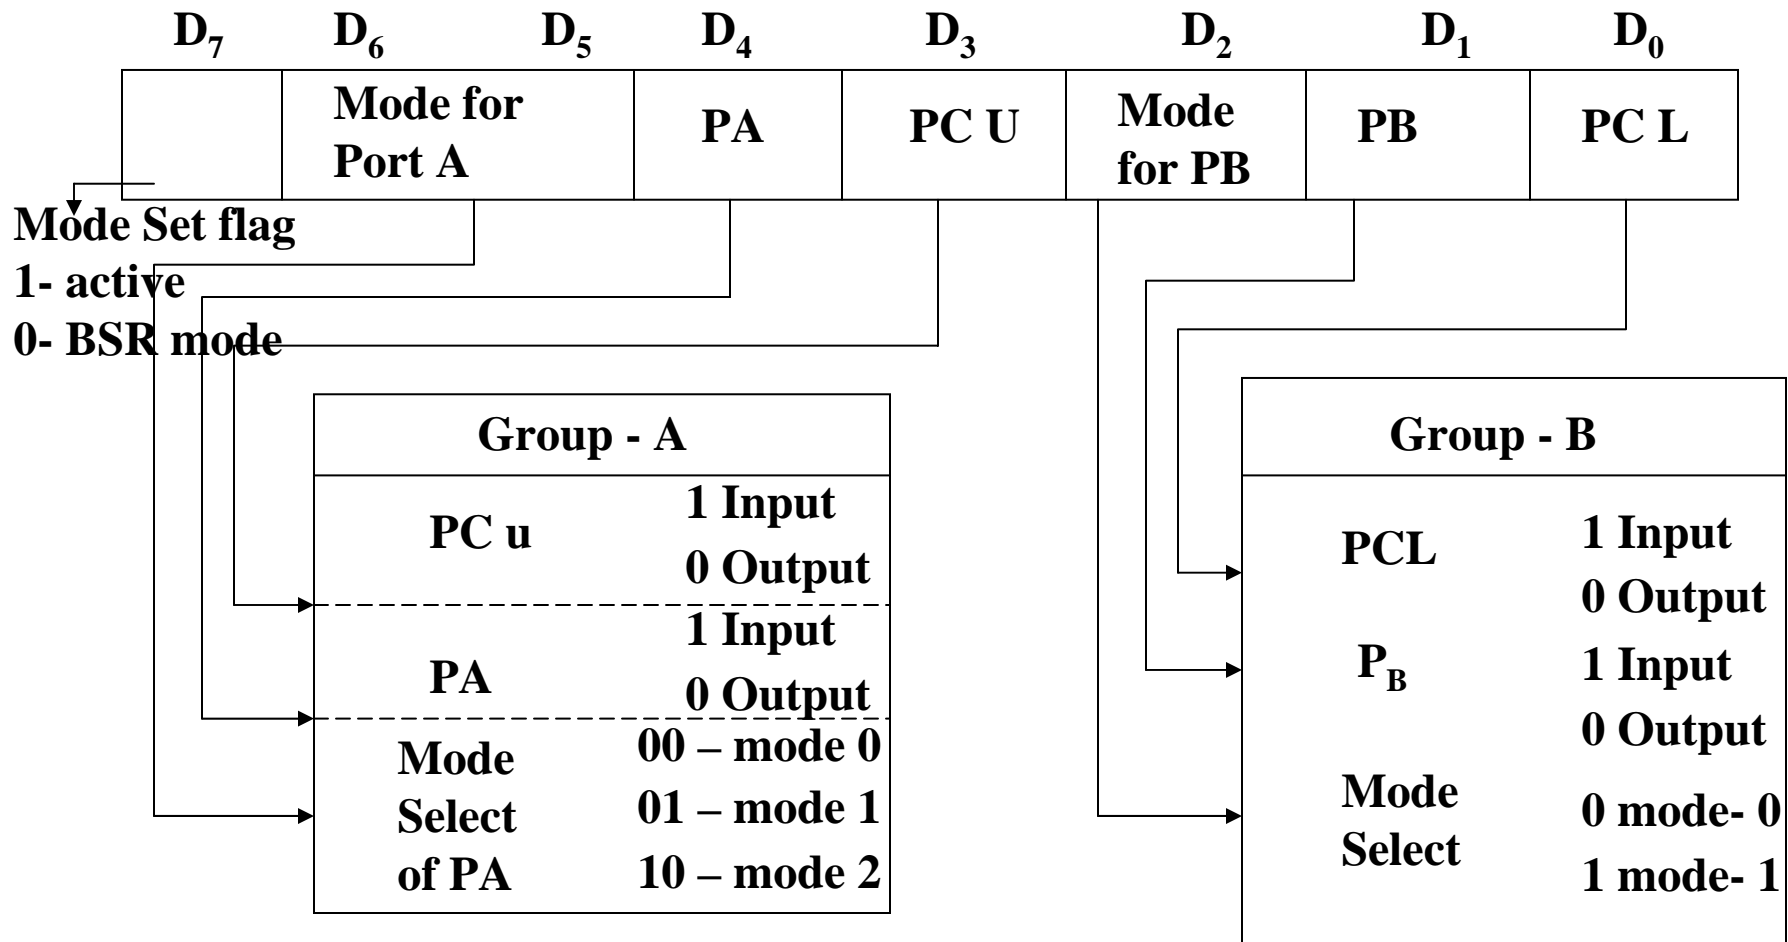 D7 D6 D5 D4 D3 D2 D1 D0
Mode for
Port A
PA
PC U
Mode
for PB
PB
PC L
Mode Set flag
1- active
0- BSR mode
Group - A
PC u
1 Input
0 Output
PA
1 Input
0 Output
Mode
Select
of PA
00 – mode 0
01 – mode 1
10 – mode 2
Group - B
PCL
1 Input
0 Output
PB
1 Input
0 Output
Mode
Select
0 mode- 0
1 mode- 1